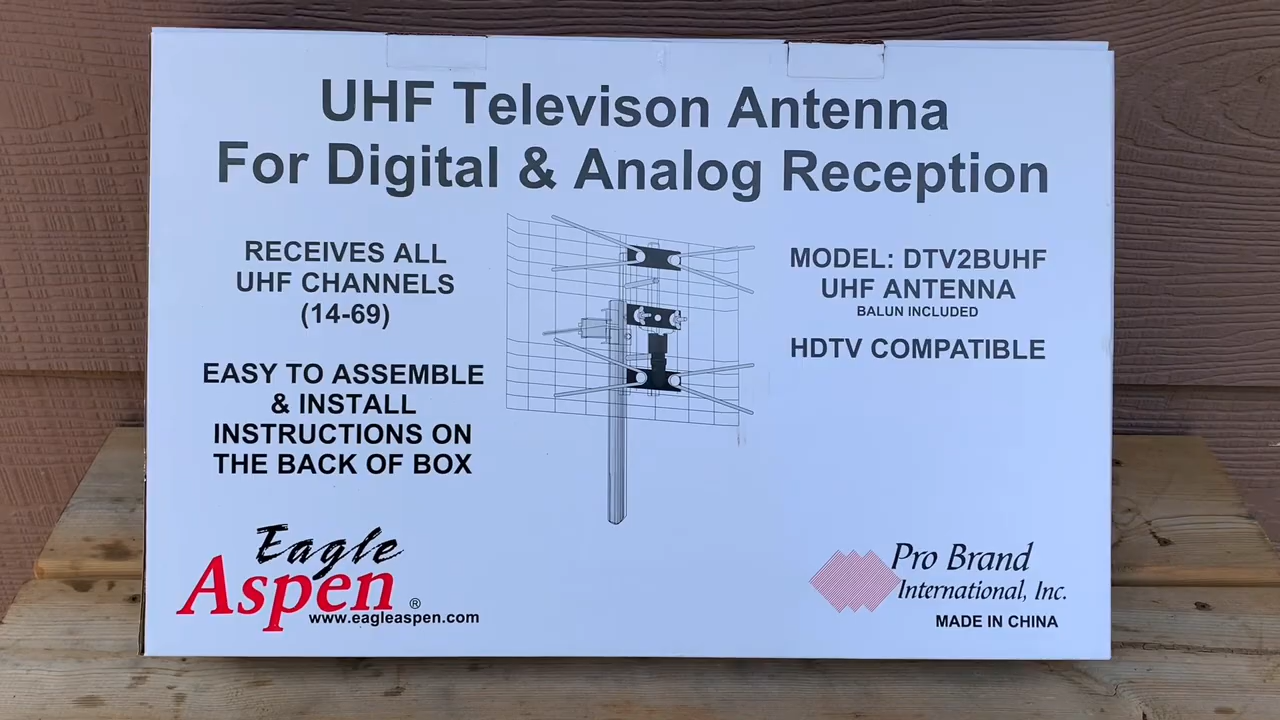 UHF Televison Antenna
For Digital & Analog Reception
RECEIVES ALL
UHF CHANNELS
(14-69)
EASY TO ASSEMBLE
& INSTALL
INSTRUCTIONS ON
THE BACK OF BOX
MODEL: DTV2BUHF
UHF ANTENNA
BALUN INCLUDED
HDTV COMPATIBLE
Eagle
Aspen®
www.eagleaspen.com
Pro Brand
International, Inc.
MADE IN CHINA